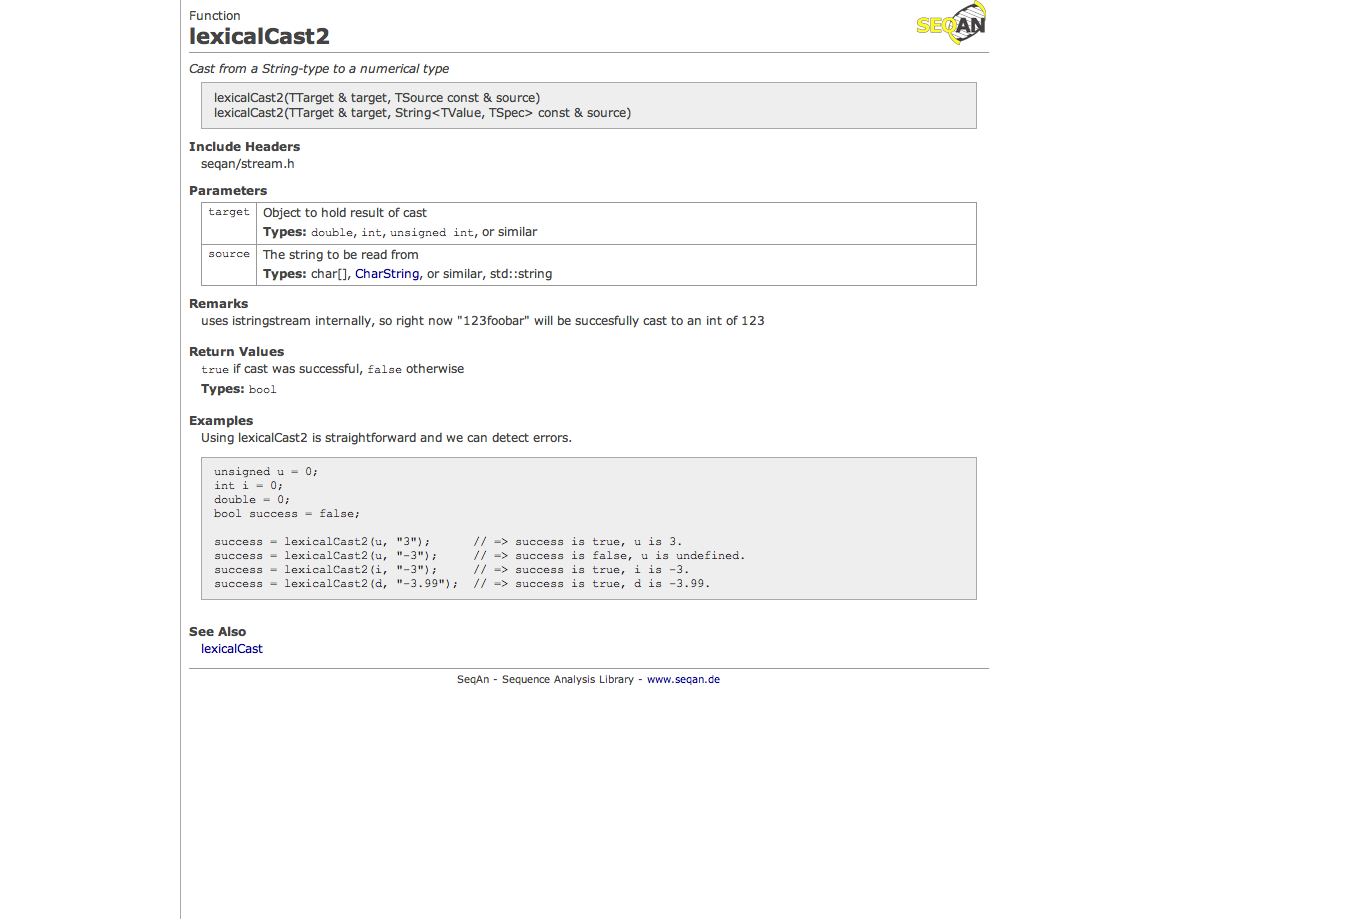 Function
lexicalCast2
SEQAN
Cast from a String-type to a numerical type
lexicalCast2(TTarget & target, TSource const & source)
lexicalCast2(TTarget & target, String<TValue, TSpec> const & source)
Include Headers
seqan/stream.h
Parameters
target Object to hold result of cast
Types: double, int, unsigned int, or similar
source The string to be read from
Types: char[], CharString, or similar, std::string
Remarks
uses istringstream internally, so right now "123foobar" will be succesfully cast to an int of 123
Return Values
true if cast was successful, false otherwise
Types: bool
Examples
Using lexicalCast2 is straightforward and we can detect errors.
unsigned u = 0;
int i = 0;
double = 0;
bool success = false;
success = lexicalCast2(u, "3");      // => success is true, u is 3.
success = lexicalCast2(u, "-3");     // => success is false, u is undefined.
success = lexicalCast2(i, "-3");     // => success is true, i is -3.
success = lexicalCast2(d, "-3.99");  // => success is true, d is -3.99.
See Also
lexicalCast
SeqAn - Sequence Analysis Library - www.seqan.de